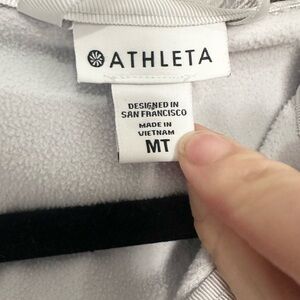 ATHLETA
DESIGNED IN
SAN FRANCISCO
MADE IN
VIETNAM
MT